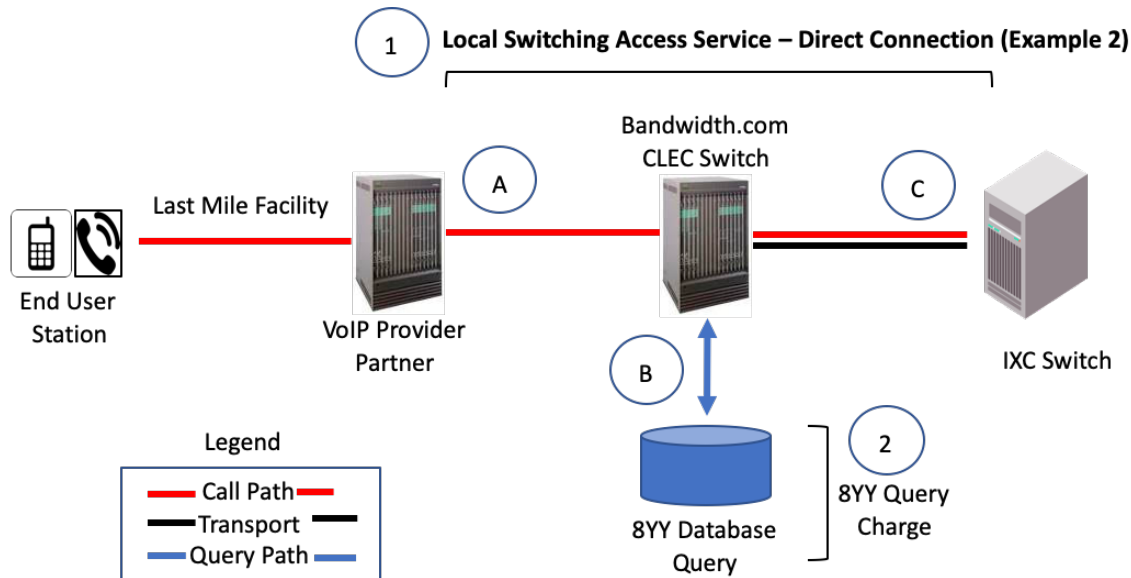 1
Local Switching Access Service – Direct Connection (Example 2)
Bandwidth.com
CLEC Switch
A
C
Last Mile Facility
End User
Station
VoIP Provider
Partner
B
IXC Switch
2
8YY Query
Charge
8YY Database
Query
Legend
Call Path
Transport
Query Path